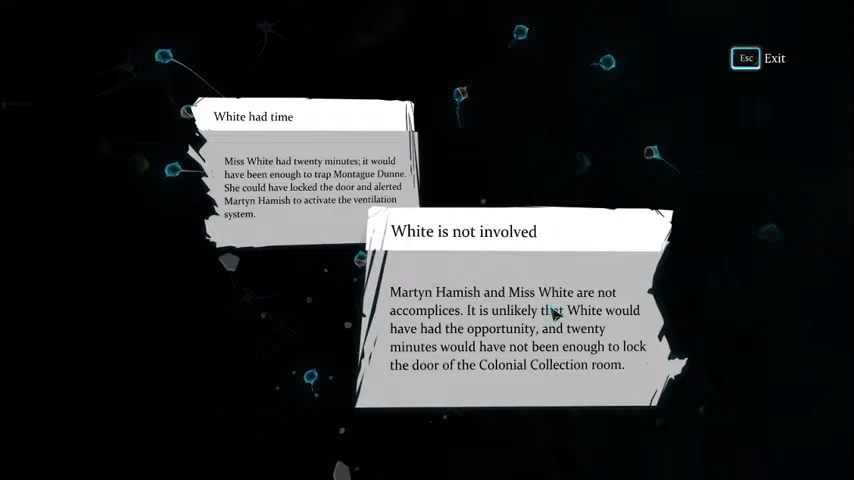 Esc Exit
White had time
Miss White had twenty minutes; it would
have been enough to trap Montague Dunne.
She could have locked the door and alerted
Martyn Hamish to activate the ventilation
system.
White is not involved
Martyn Hamish and Miss White are not
accomplices. It is unlikely that White would
have had the opportunity, and twenty
minutes would have not been enough to lock
the door of the Colonial Collection room.